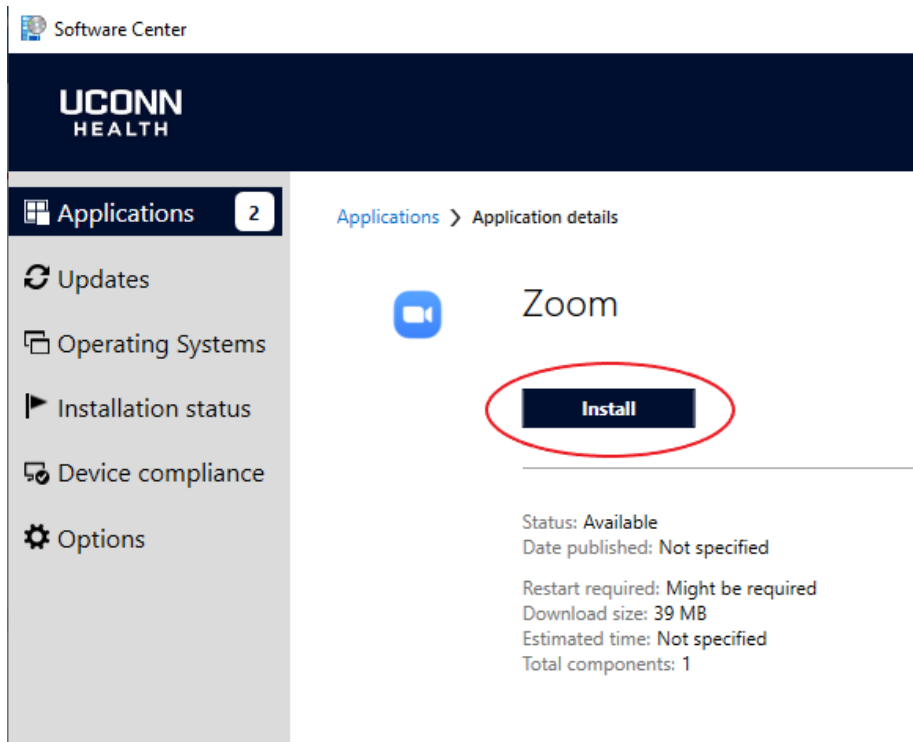 Software Center
UCONN
HEALTH
Applications 2
Updates
Operating Systems
Installation status
Device compliance
Options
Applications > Application details
Zoom
Install
Status: Available
Date published: Not specified
Restart required: Might be required
Download size: 39 MB
Estimated time: Not specified
Total components: 1